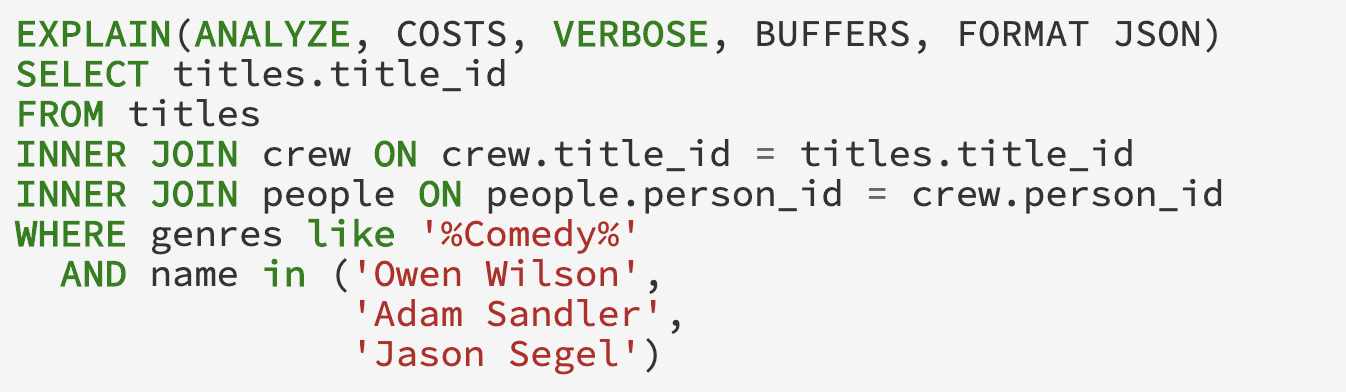 EXPLAIN(ANALYZE, COSTS, VERBOSE, BUFFERS, FORMAT JSON)
SELECT titles.title_id
FROM titles
INNER JOIN crew ON crew.title_id = titles.title_id
INNER JOIN people ON people.person_id = crew.person_id
WHERE genres like '%Comedy%'
  AND name in ('Owen Wilson',
               'Adam Sandler',
               'Jason Segel')